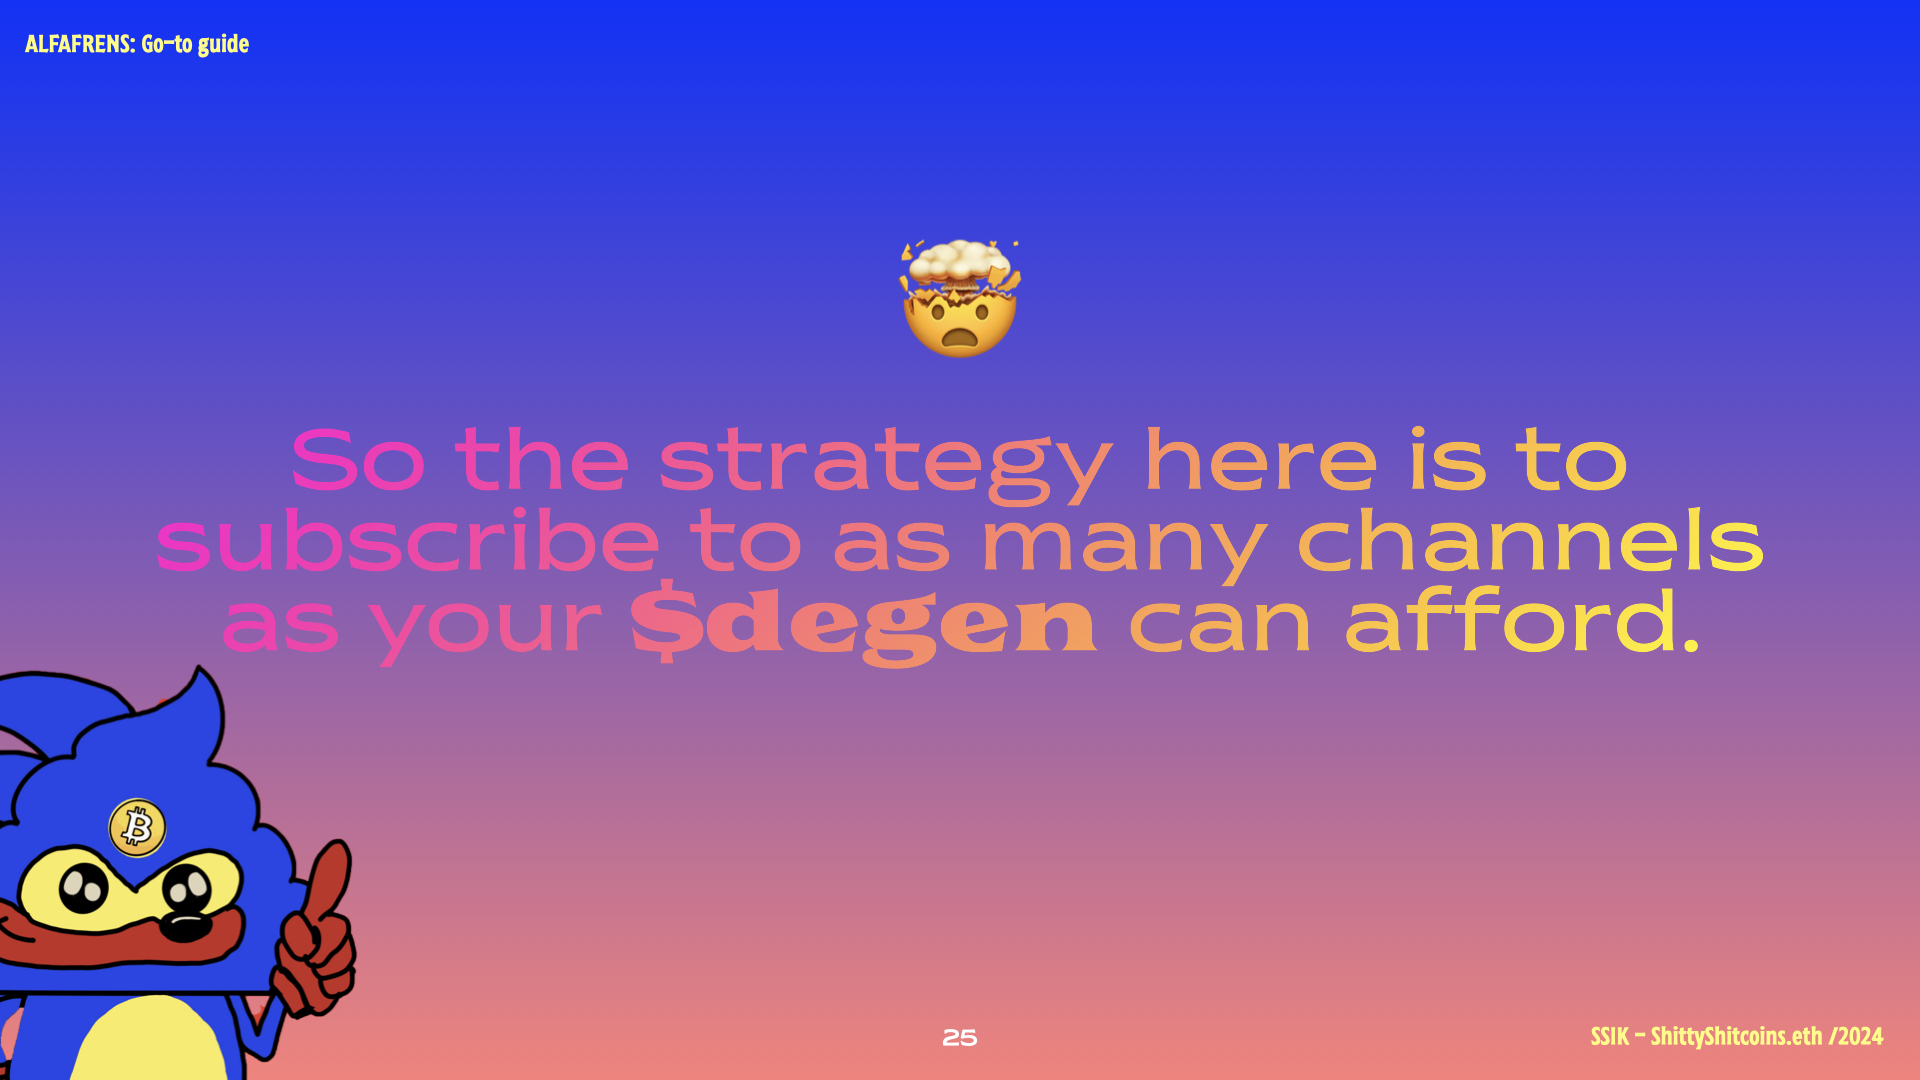 ALFAFRENS: Go-to guide
So the strategy here is to
subscribe to as many channels
as your $degen can afford.
25
SSIK - ShittyShitcoins.eth /2024